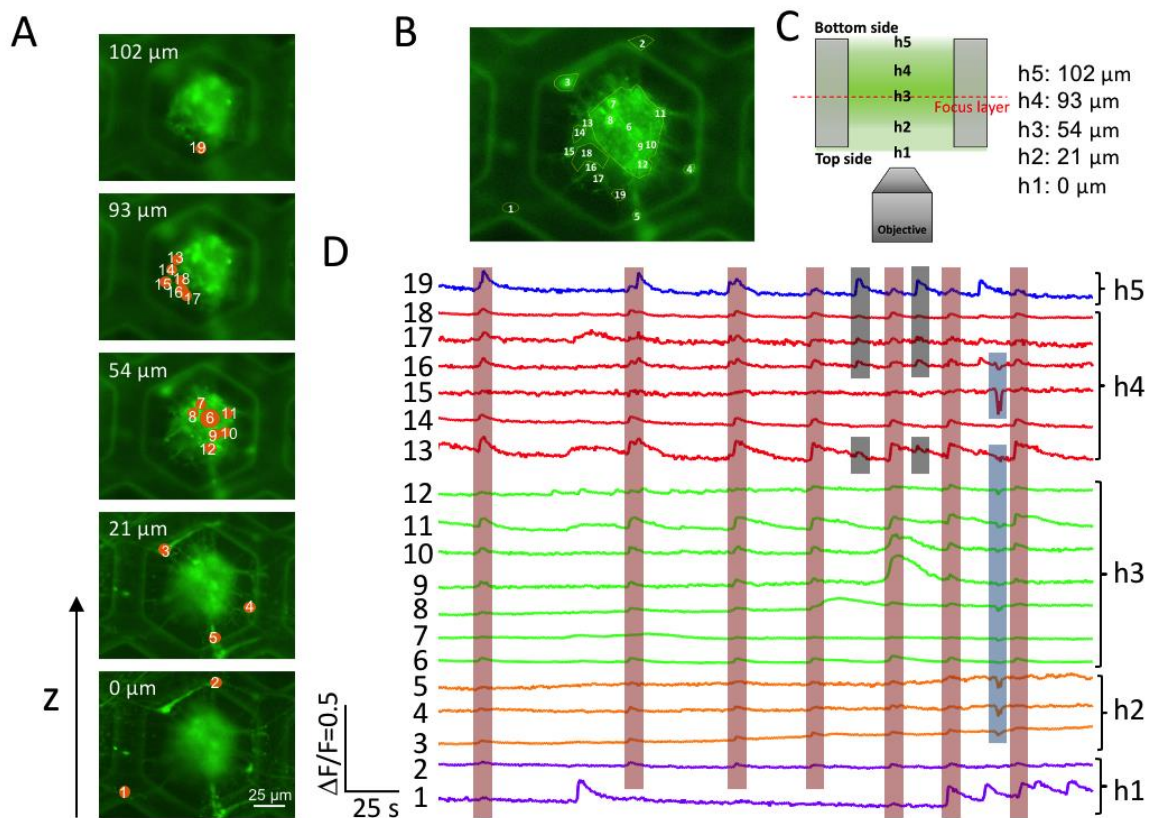 A
102 µm
19
93 µm
13
14
15
18
16
17
54 µm
7
8
6
11
9
10
12
21 µm
3
4
5
0 µm
2
1
25 µm
Z
B
2
3
7
8
13
6
11
14
15
18
9
10
16
12
17
4
19
1
5
C
Bottom side
h5
h4
h3
Focus layer
h2
Top side
h1
Objective
h5: 102 µm
h4: 93 µm
h3: 54 µm
h2: 21 µm
h1: 0 µm
D
19
h5
18
17
16
15
14
13
h4
12
11
10
9
8
7
6
h3
5
4
3
h2
2
1
h1
ΔF/F=0.5
25 s